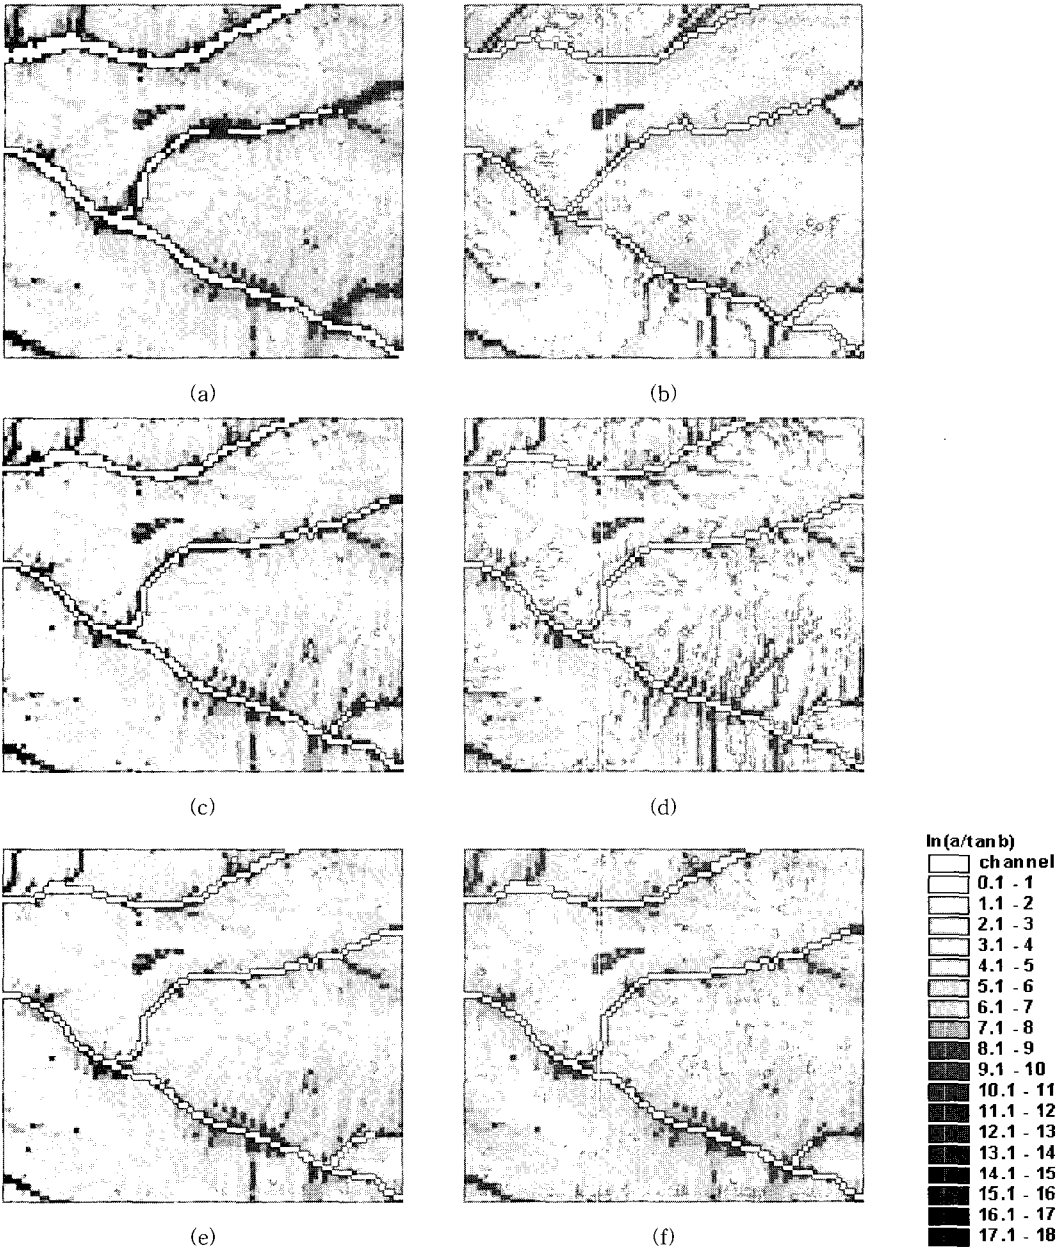 (a)
(b)
(c)
(d)
ln(a/tanb)
channel
0.1 - 1
1.1 - 2
2.1 - 3
3.1 - 4
4.1 - 5
5.1 - 6
6.1 - 7
7.1 - 8
8.1 - 9
9.1 - 10
10.1 - 11
11.1 - 12
12.1 - 13
13.1 - 14
14.1 - 15
15.1 - 16
16.1 - 17
17.1 - 18
(e)
(f)